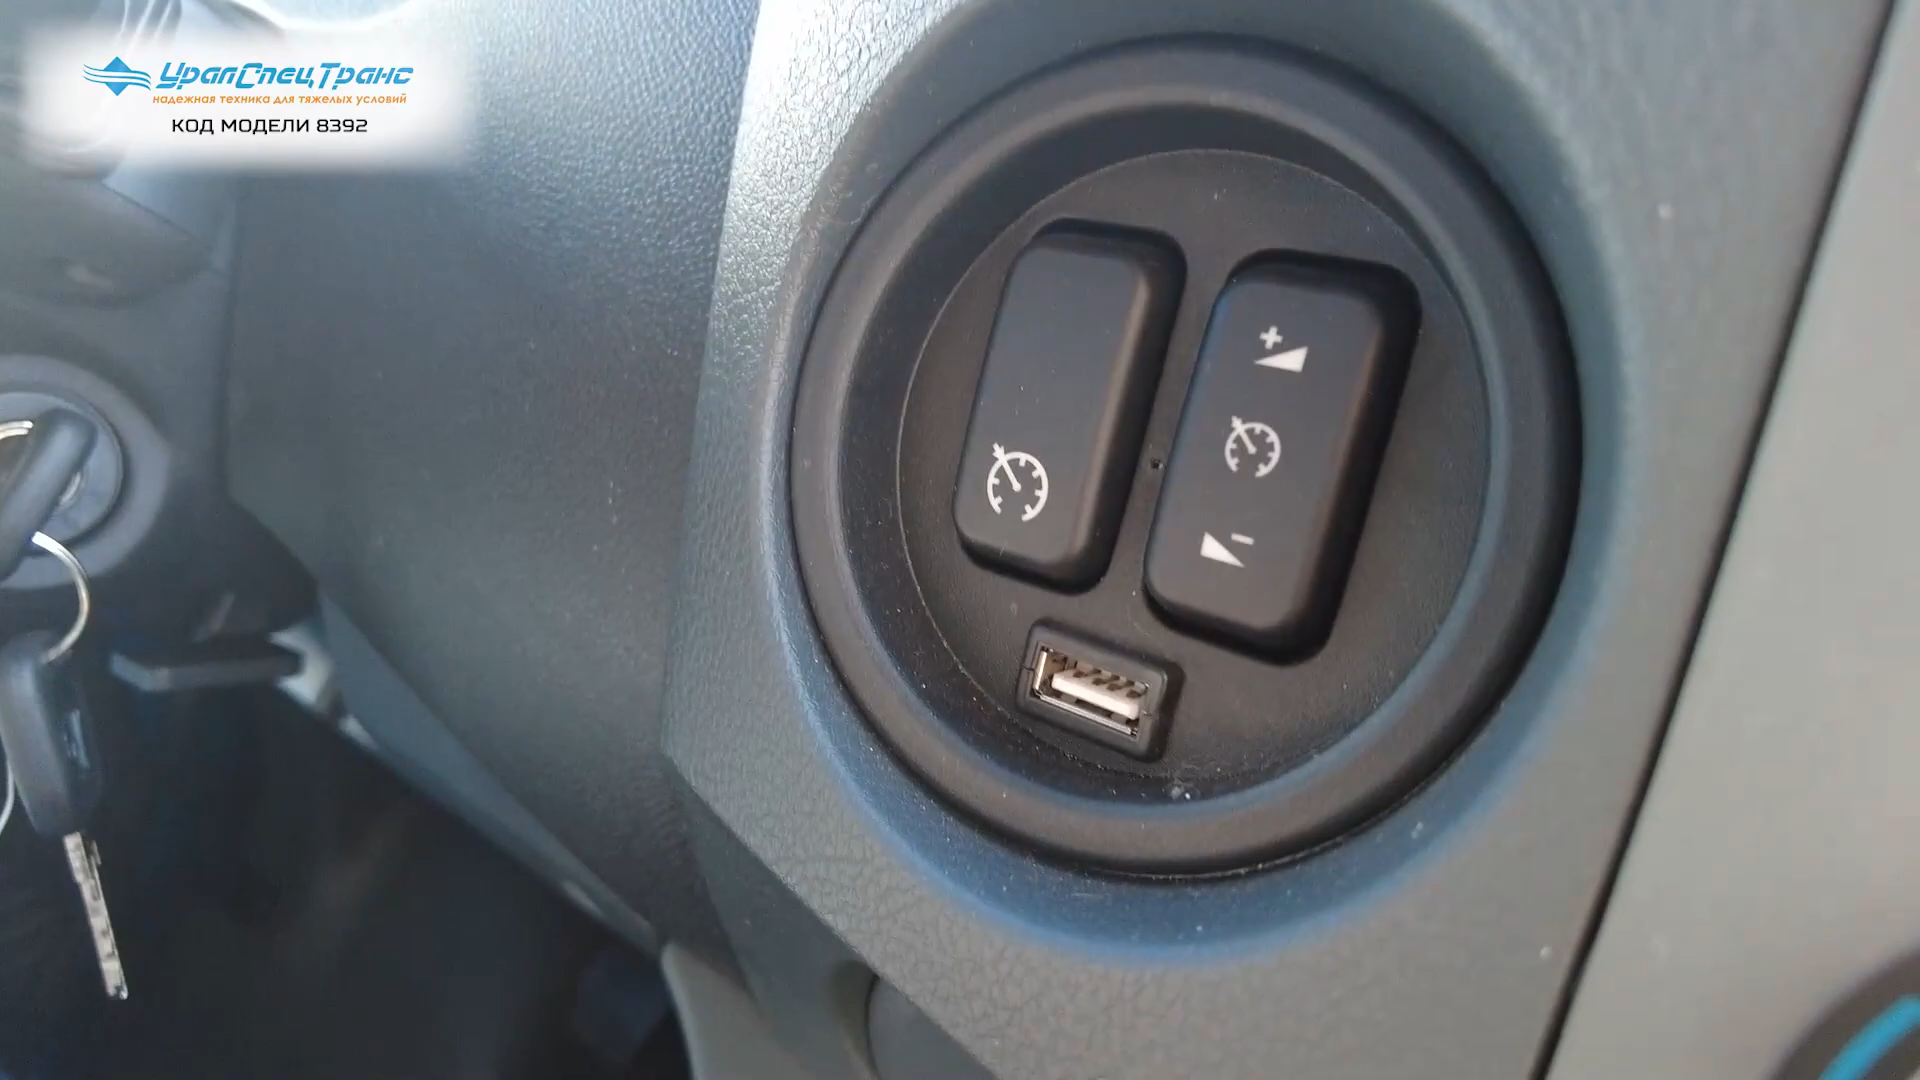 УралСпецТранс
надежная техника для тяжелых условий
КОД МОДЕЛИ 8392